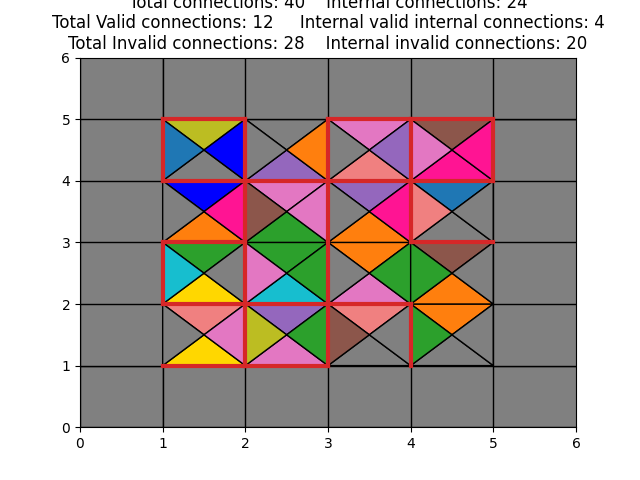 Total connections: 40    Internal connections: 24
Total Valid connections: 12     Internal valid internal connections: 4
Total Invalid connections: 28    Internal invalid connections: 20
6
5
4
3
2
1
0
0 1 2 3 4 5 6